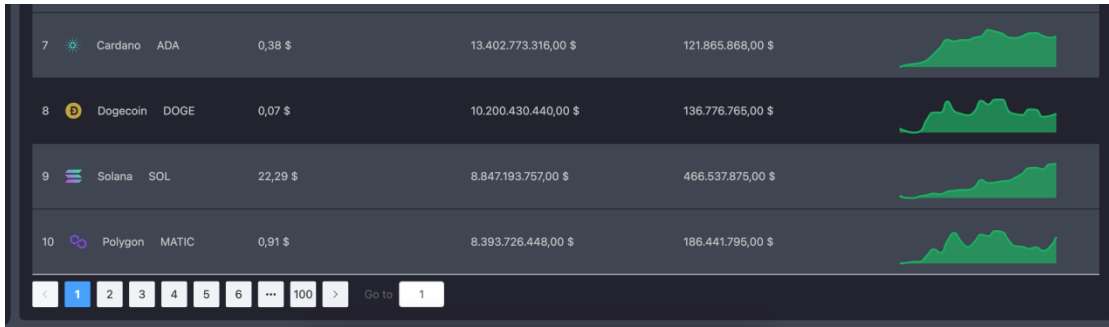 7 Cardano ADA 0,38 $ 13.402.773.316,00 $ 121.865.868,00 $
8 Dogecoin DOGE 0,07 $ 10.200.430.440,00 $ 136.776.765,00 $
9 Solana SOL 22,29 $ 8.847.193.757,00 $ 466.537.875,00 $
10 Polygon MATIC 0,91 $ 8.393.726.448,00 $ 186.441.795,00 $
< 1 2 3 4 5 6 ··· 100 > Go to 1